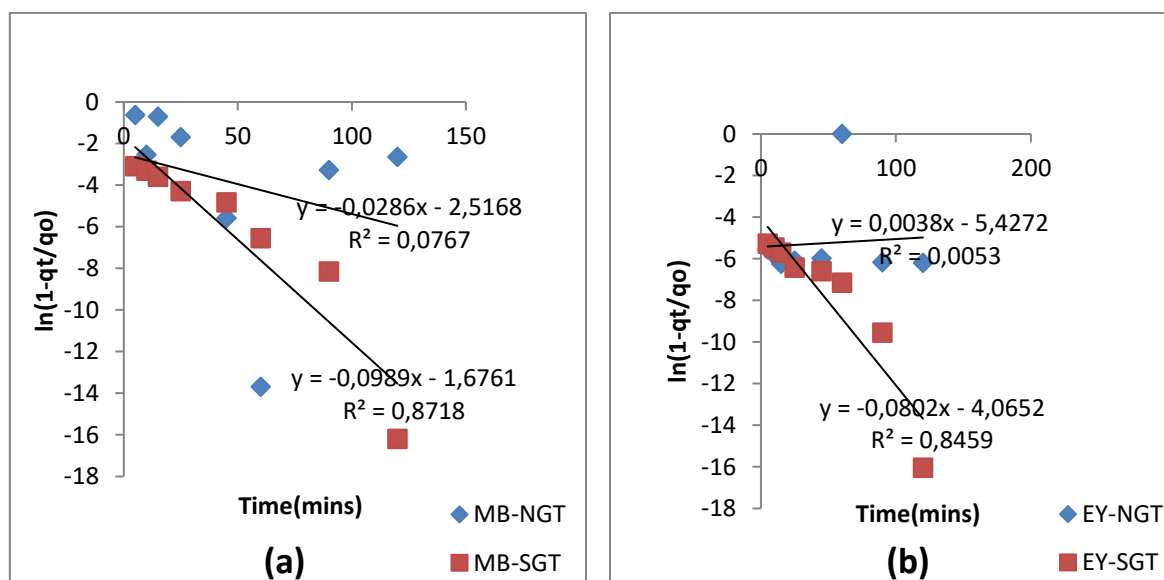 0
-2
-4
-6
-8
-10
-12
-14
-16
-18
0
50
100
150
ln(1-qt/qo)
y = -0,0286x - 2,5168
R² = 0,0767
y = -0,0989x - 1,6761
R² = 0,8718
Time(mins)
MB-NGT
MB-SGT
(a)
2
0
-2
-4
-6
-8
-10
-12
-14
-16
-18
0
100
200
ln(1-qt/qo)
y = 0,0038x - 5,4272
R² = 0,0053
y = -0,0802x - 4,0652
R² = 0,8459
Time(mins)
EY-NGT
EY-SGT
(b)